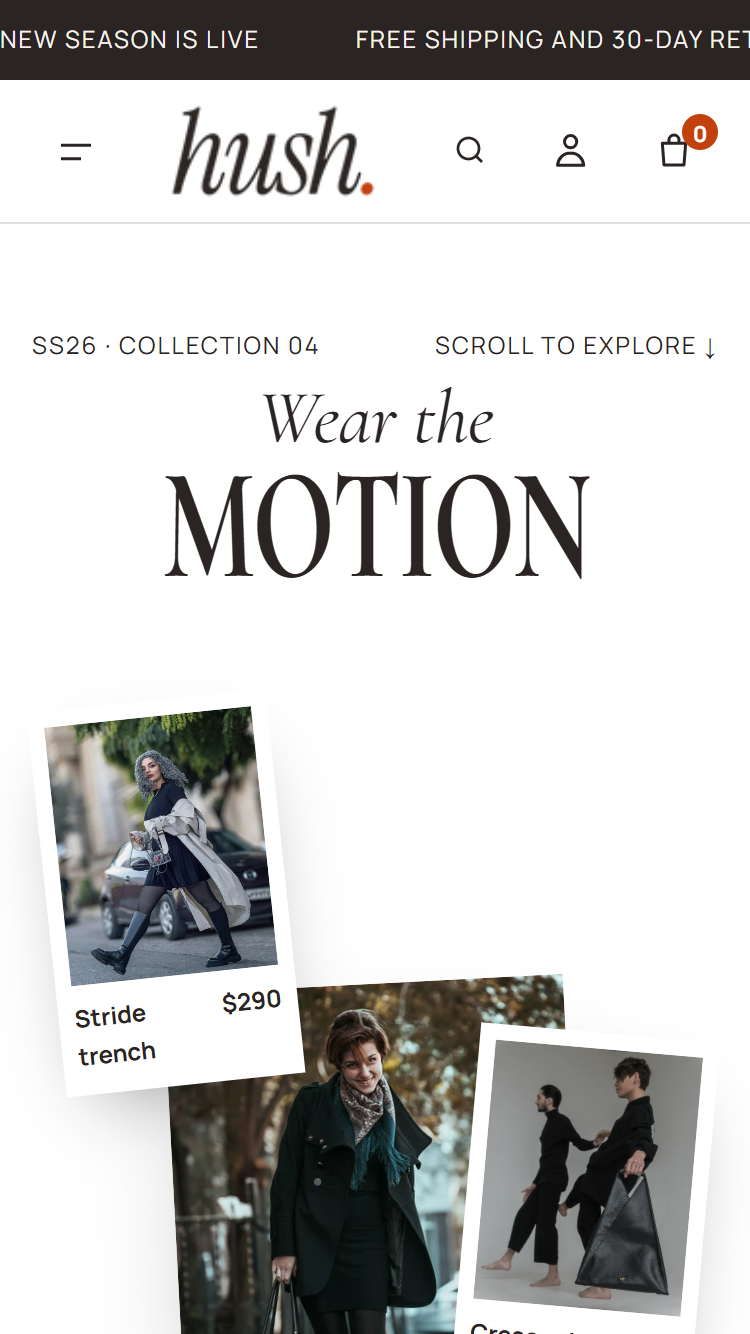 NEW SEASON IS LIVE
FREE SHIPPING AND 30-DAY
hush.
0
SS26 · COLLECTION 04
SCROLL TO EXPLORE ↓
Wear the
MOTION
Stride
trench
$290